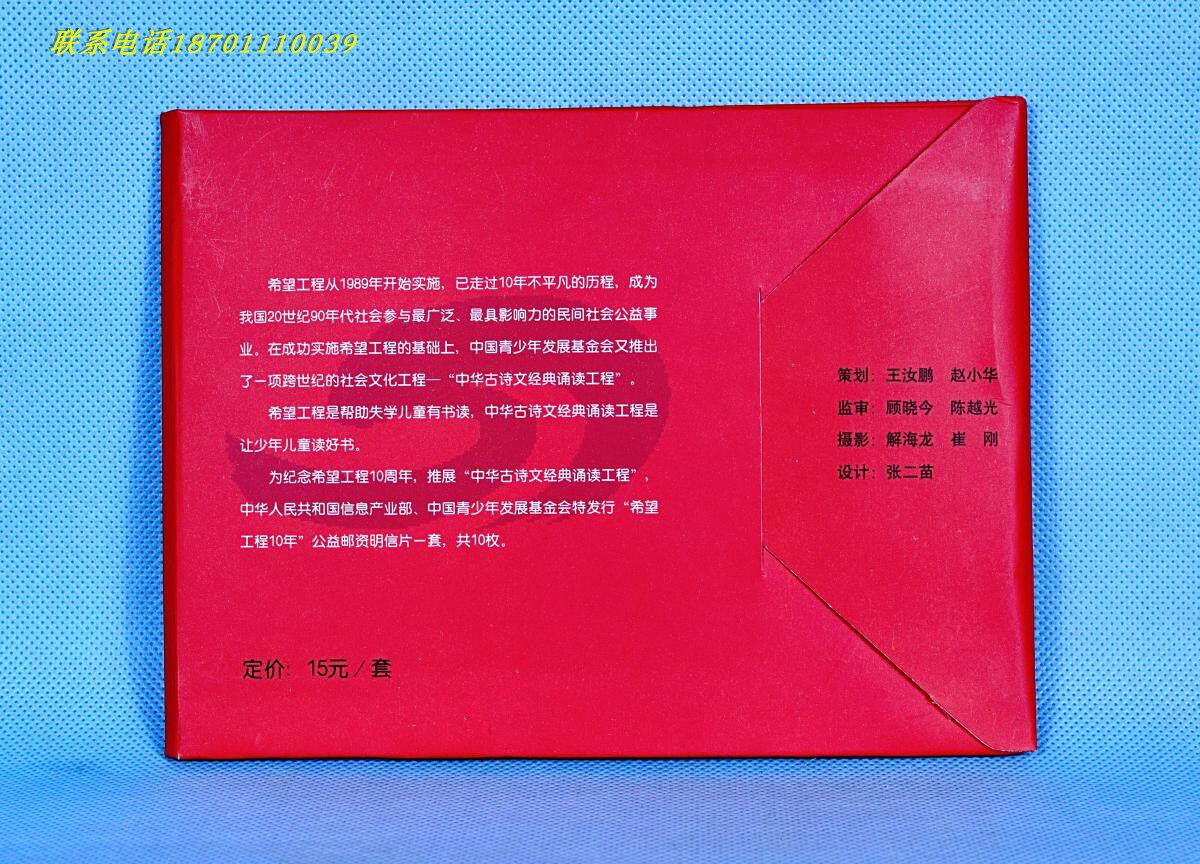 联系电话18701110039
希望工程从1989年开始实施，已走过10年不平凡的历程，成为
我国20世纪90年代社会参与最广泛、最具影响力的民间社会公益事
业。在成功实施希望工程的基础上，中国青少年发展基金会又推出
了一项跨世纪的社会文化工程—“中华古诗文经典诵读工程”。
希望工程是帮助失学儿童有书读，中华古诗文经典诵读工程是
让少年儿童读好书。
为纪念希望工程10周年，推展“中华古诗文经典诵读工程”，
中华人民共和国信息产业部、中国青少年发展基金会特发行“希望
工程10年”公益邮资明信片一套，共10枚。
定价：15元／套
策划：王汝鹏　赵小华
监审：顾晓今　陈越光
摄影：解海龙　崔　刚
设计：张二苗